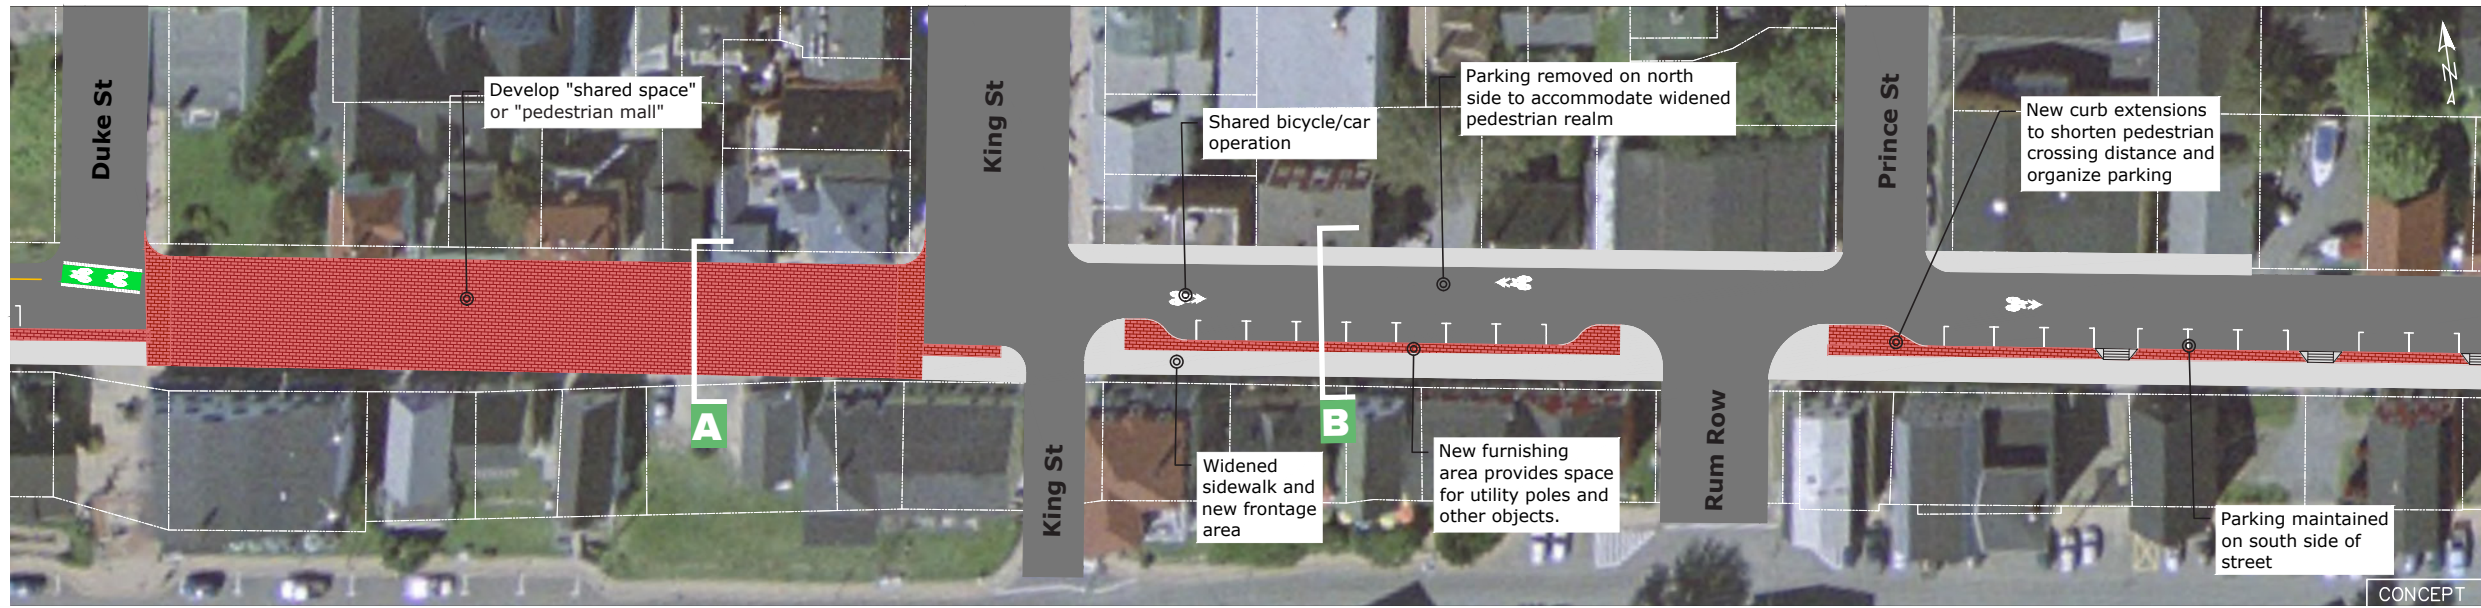 Duke St
Develop "shared space"
or "pedestrian mall"
King St
Shared bicycle/car
operation
Parking removed on north
side to accommodate widened
pedestrian realm
Prince St
New curb extensions
to shorten pedestrian
crossing distance and
organize parking
N
A
B
King St
Widened
sidewalk and
new frontage
area
New furnishing
area provides space
for utility poles and
other objects.
Rum Row
Parking maintained
on south side of
street
CONCEPT